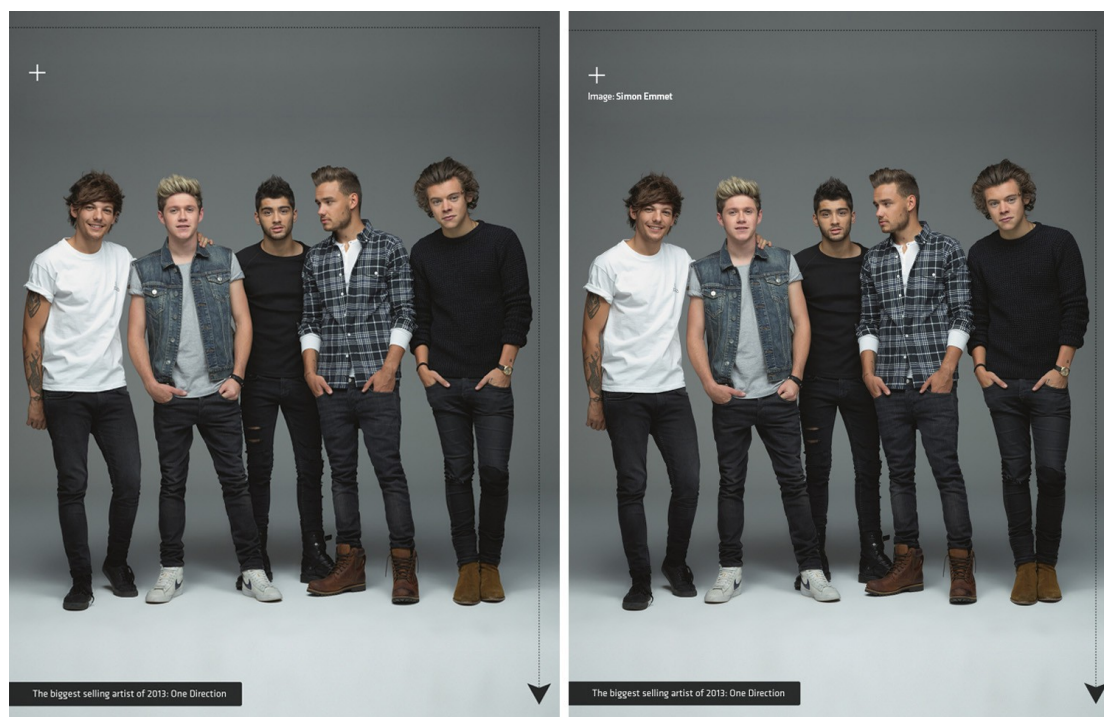 Image: Simon Emmet
The biggest selling artist of 2013: One Direction
The biggest selling artist of 2013: One Direction